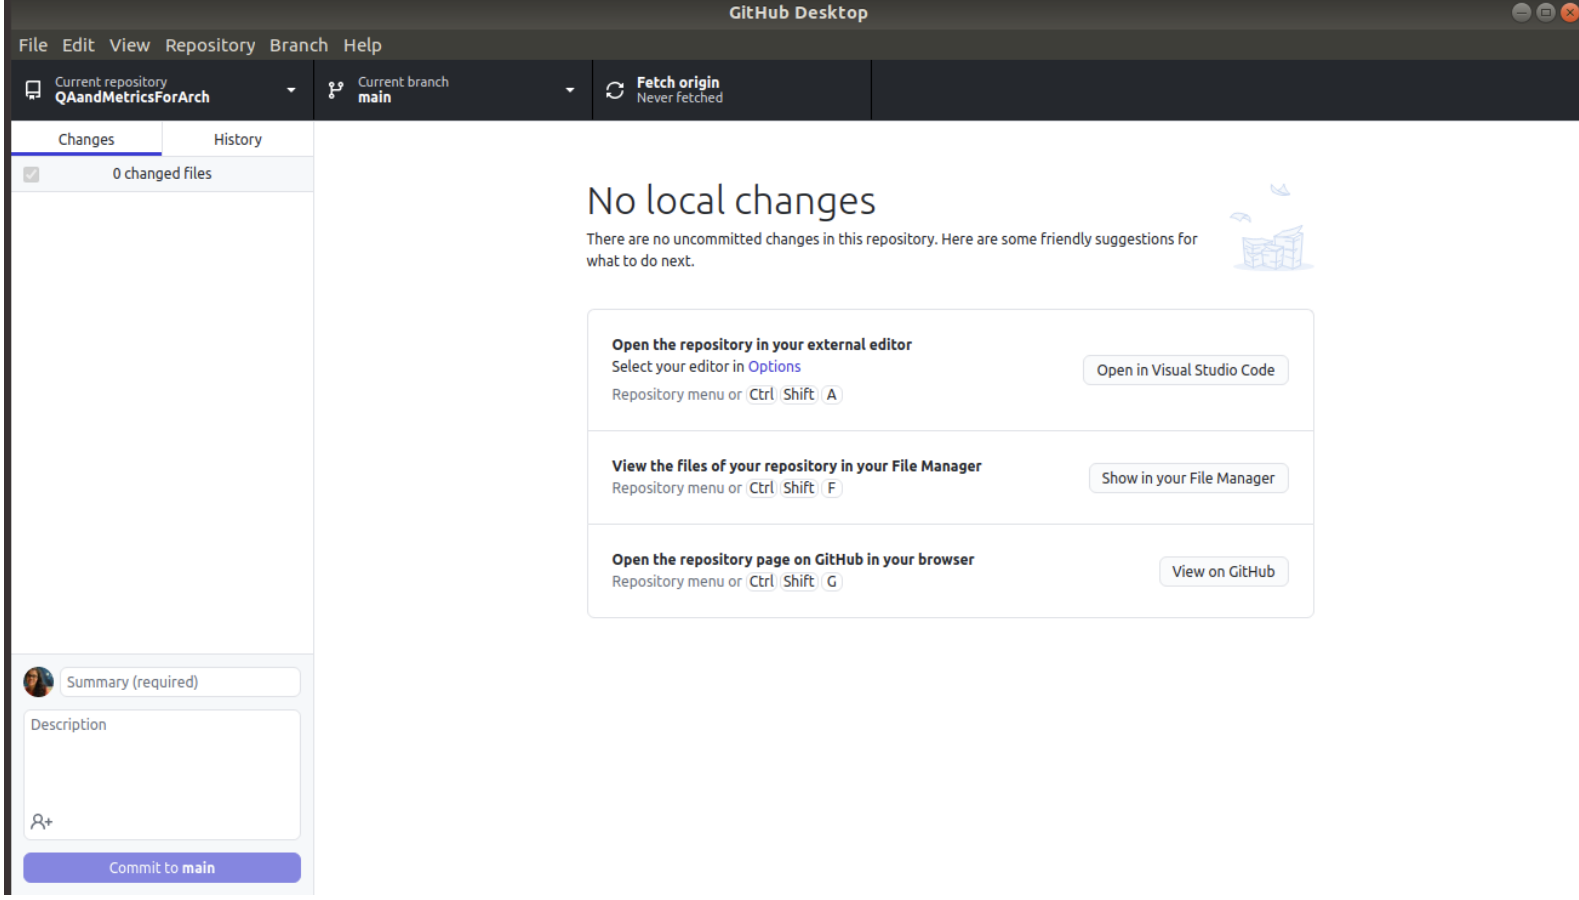 GitHub Desktop
File Edit View Repository Branch Help
Current repository
QAandMetricsForArch
Current branch
main
Fetch origin
Never fetched
Changes History
0 changed files
No local changes
There are no uncommitted changes in this repository. Here are some friendly suggestions for
what to do next.
Open the repository in your external editor
Select your editor in Options
Repository menu or Ctrl Shift A
Open in Visual Studio Code
View the files of your repository in your File Manager
Repository menu or Ctrl Shift F
Show in your File Manager
Open the repository page on GitHub in your browser
Repository menu or Ctrl Shift G
View on GitHub
Summary (required)
Description
Commit to main